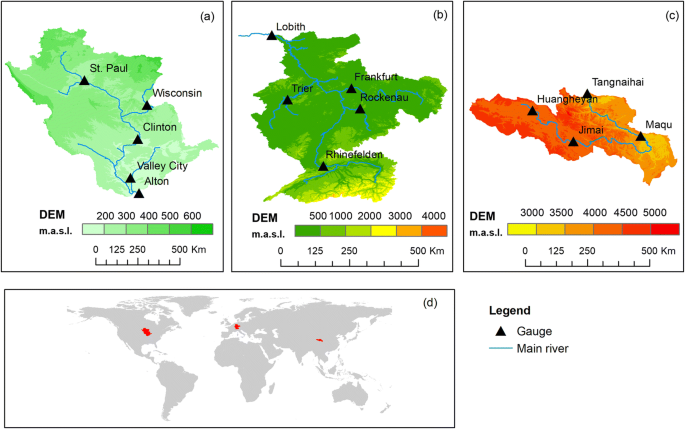 (a)
St. Paul
Wisconsin
Clinton
Valley City
Alton
DEM
m.a.s.l.
200 300 400 500 600
0 125 250 500 Km
(b)
Lobith
Frankfurt
Trier
Rockenau
Rhinefelden
DEM
m.a.s.l.
500 1000 2000 3000 4000
0 125 250 500 Km
(c)
Tangnaihai
Huangheyan
Maqu
Jimai
DEM
m.a.s.l.
3000 3500 4000 4500 5000
0 125 250 500 Km
(d)
Legend
Gauge
Main river